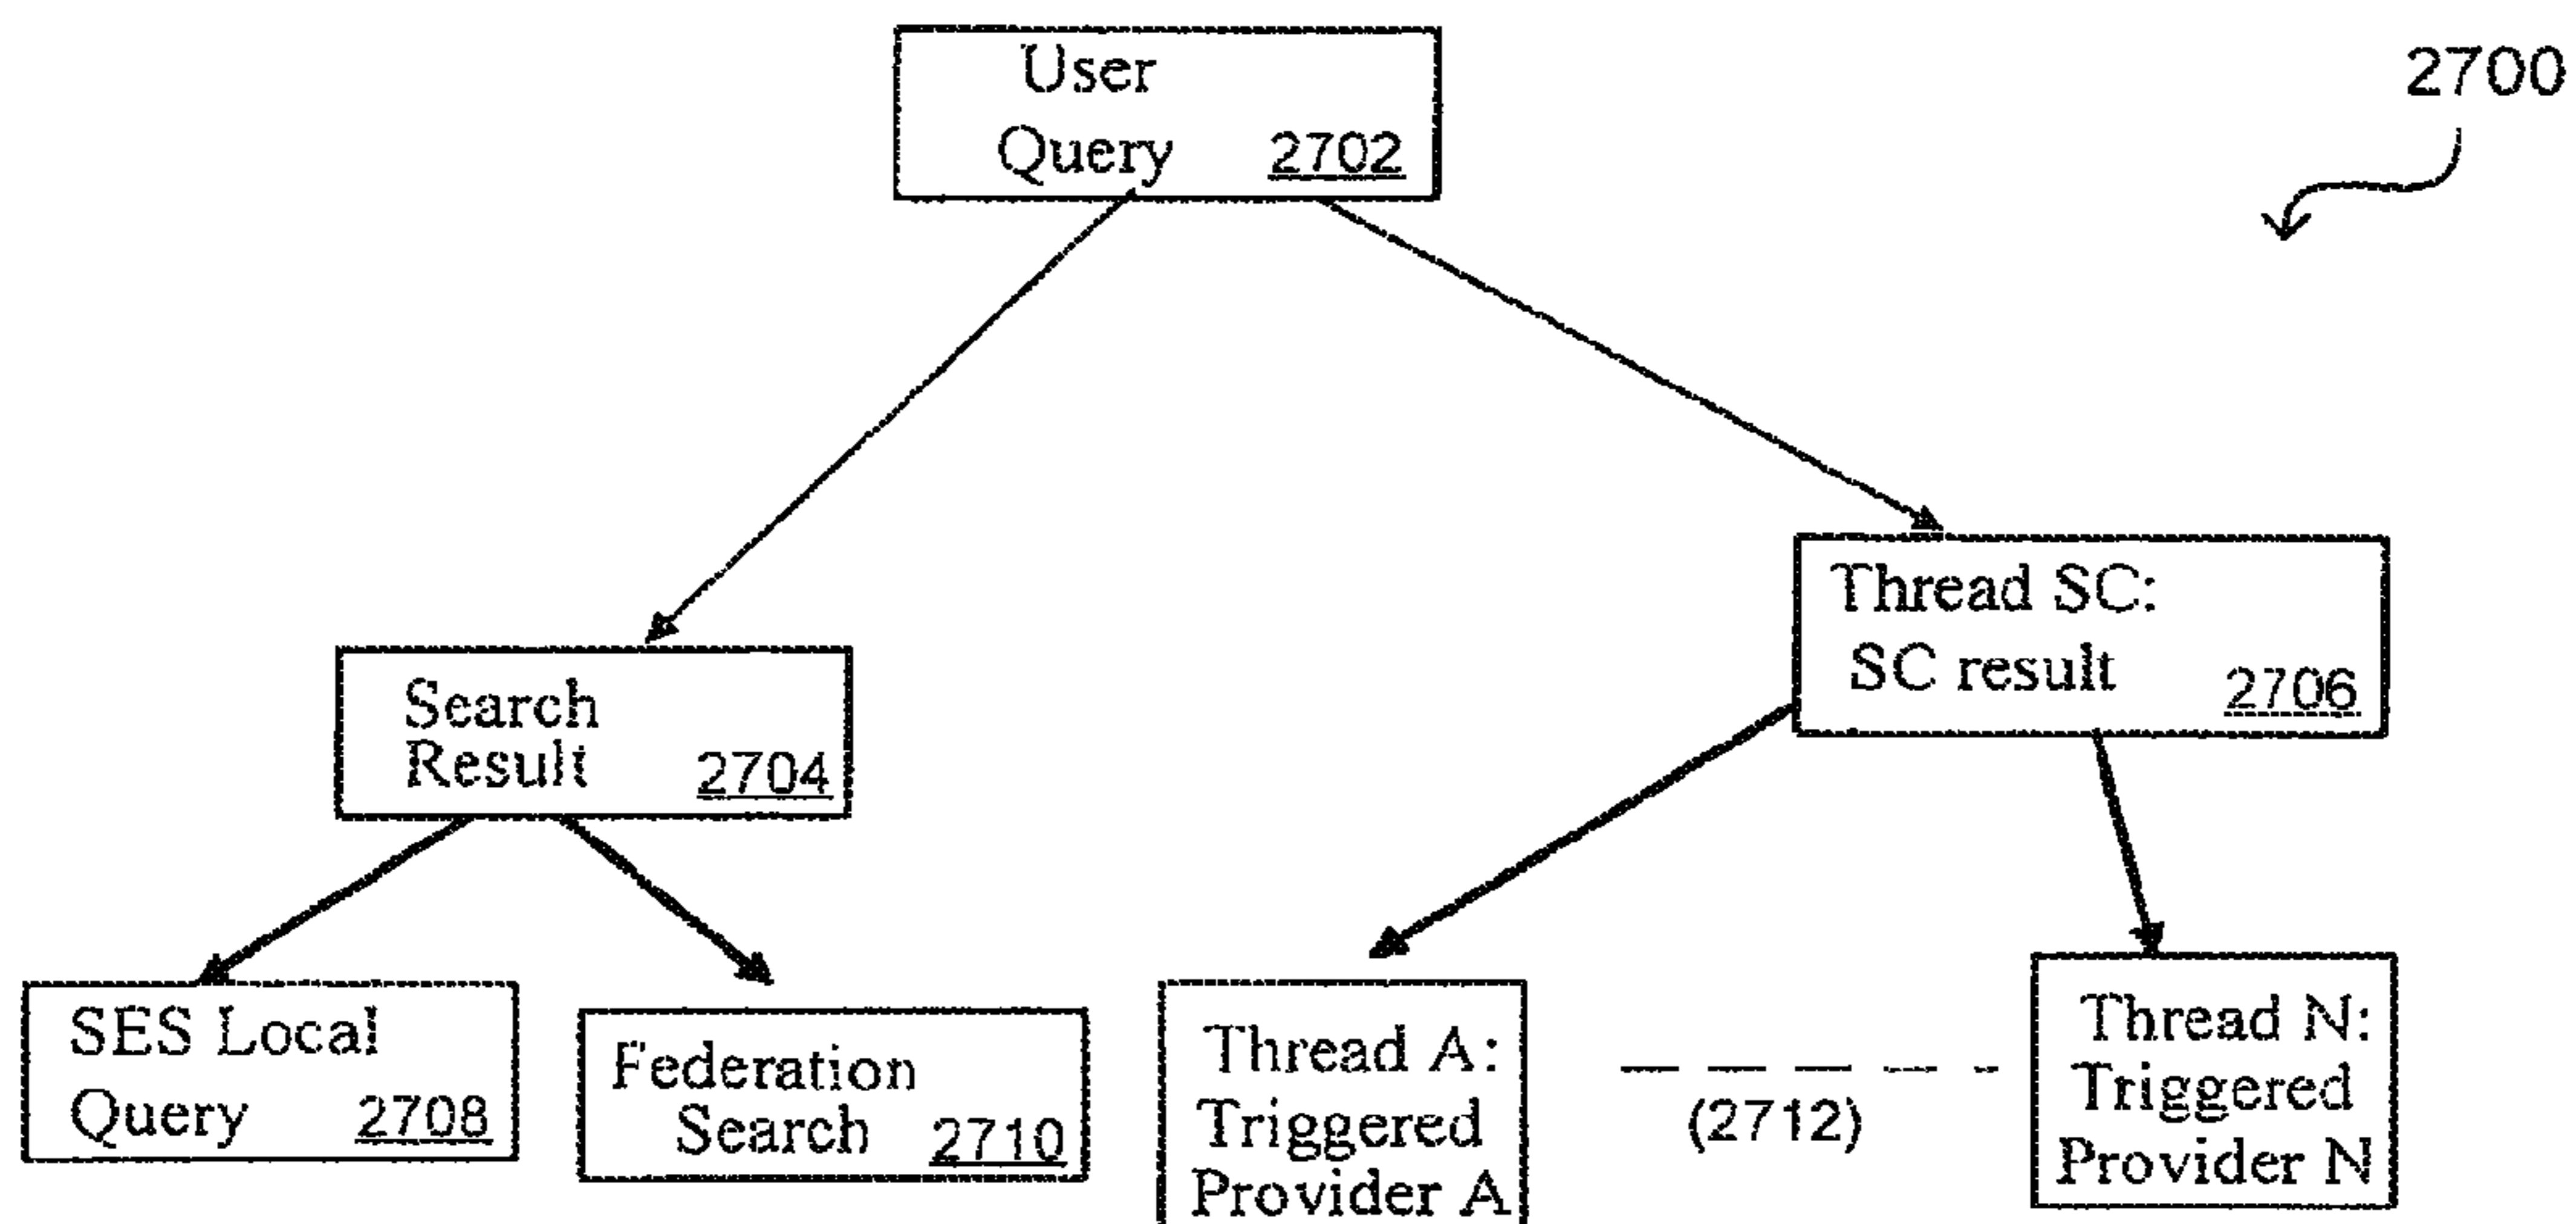 2700
User
Query 2702
Thread SC:
SC result 2706
Search
Result 2704
SES Local
Query 2708
Federation
Search 2710
Thread A:
Triggered
Provider A
(2712)
Thread N:
Triggered
Provider N